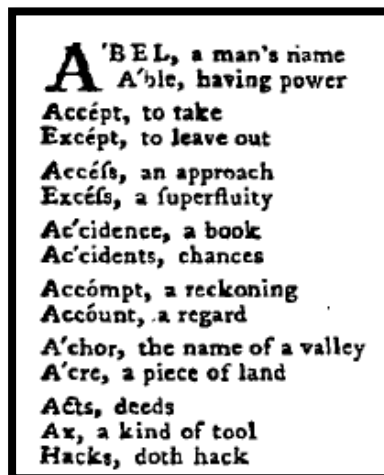 A'BEL, a man's name
A'ble, having power
Accépt, to take
Excépt, to leave out
Accéſs, an approach
Excéſs, a ſuperfluity
Ac'cidence, a book
Ac'cidents, chances
Accómpt, a reckoning
Accóunt, a regard
A'chor, the name of a valley
A'cre, a piece of land
Acts, deeds
Ax, a kind of tool
Hacks, doth hack